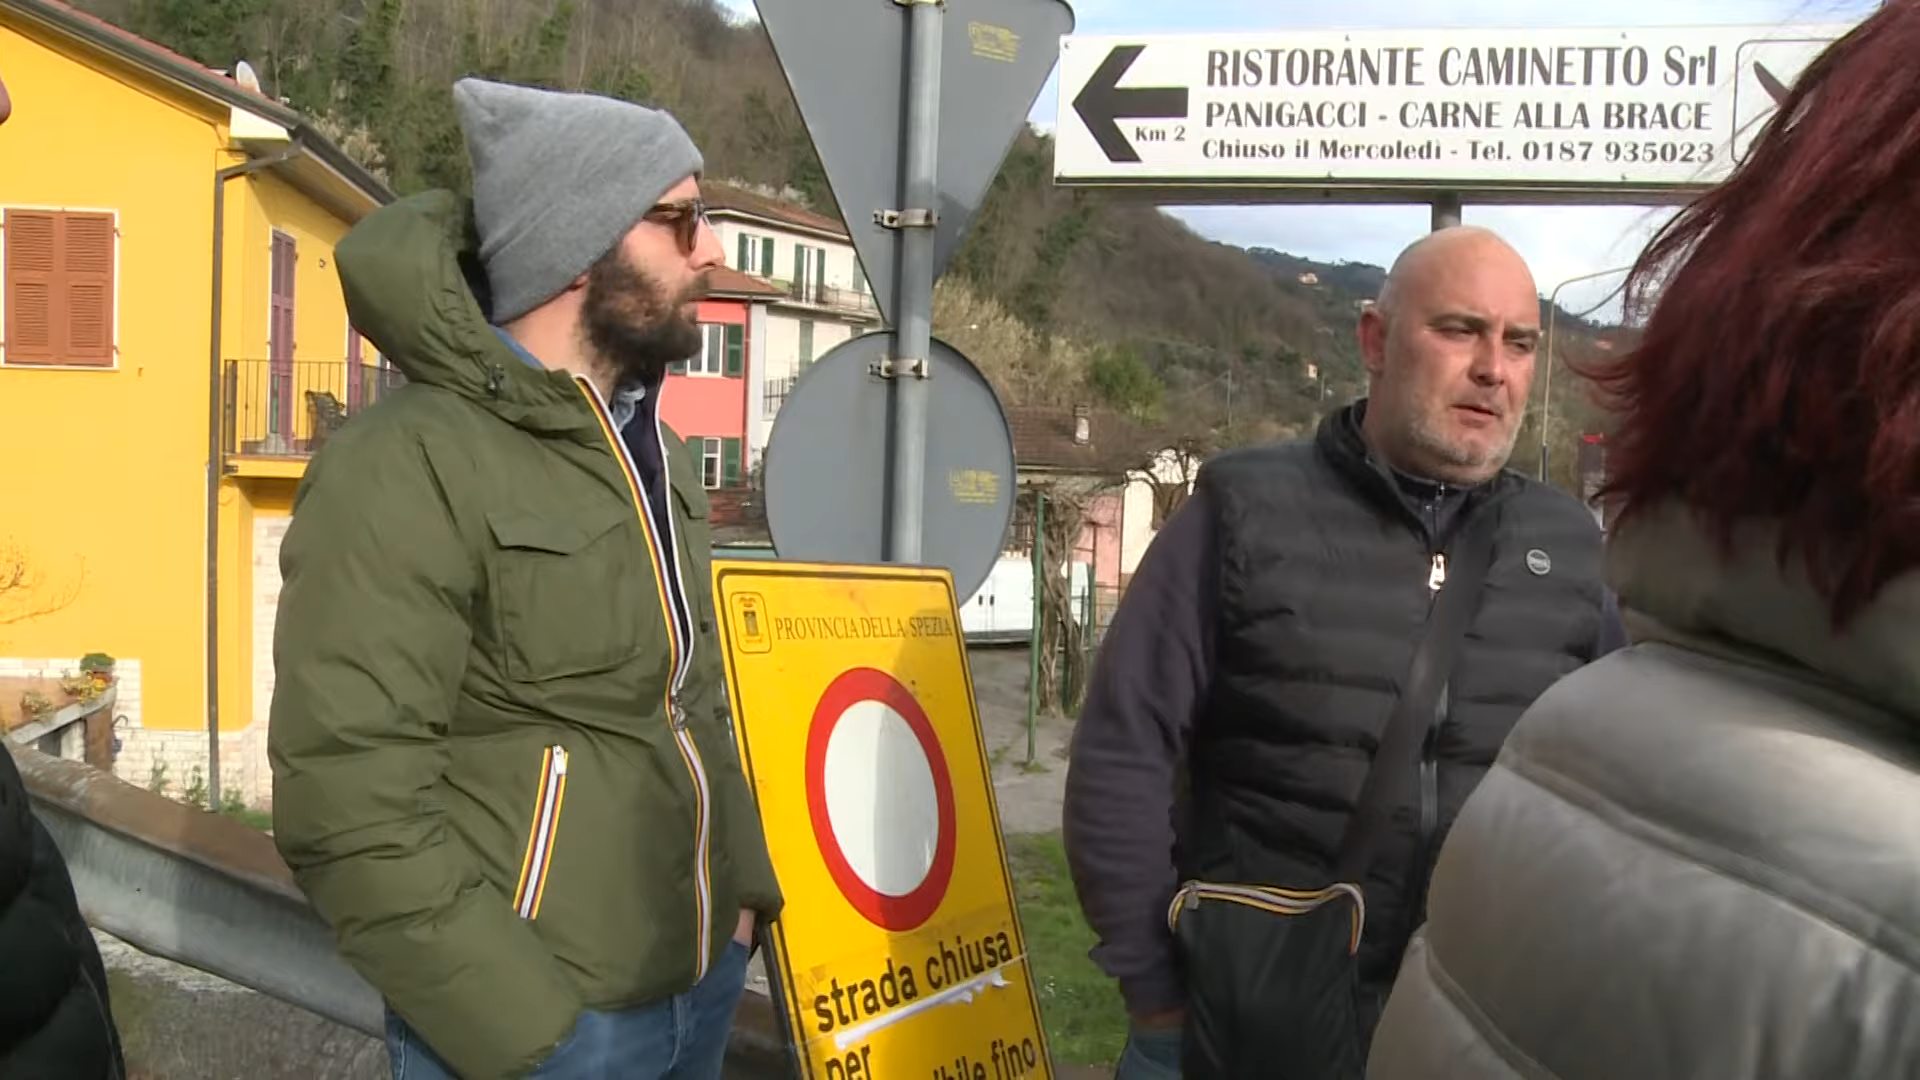 RISTORANTE CAMINETTO Srl
PANIGACCI - CARNE ALLA BRACE
Km 2
Chiuso il Mercoledì - Tel. 0187 935023
PROVINCIA DELLA SPEZIA
strada chiusa
per
fino